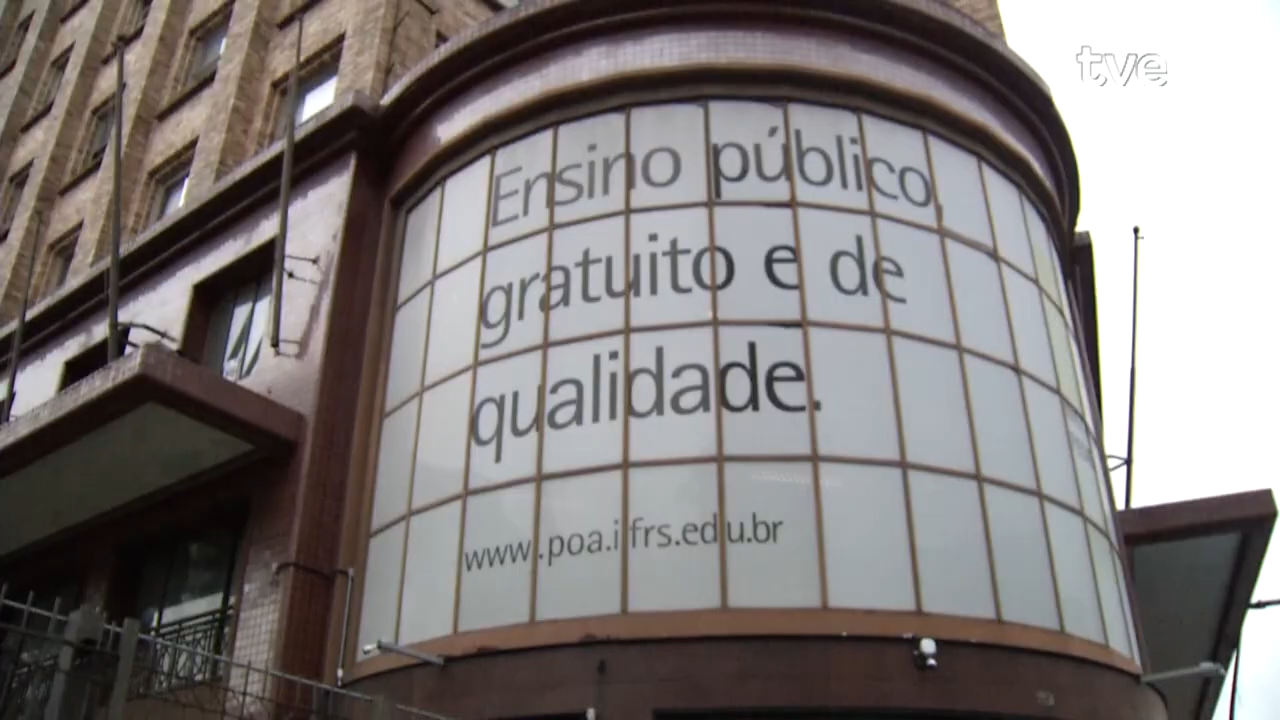 tve
Ensino público,
gratuito e de
qualidade.
www.poa.ifrs.edu.br